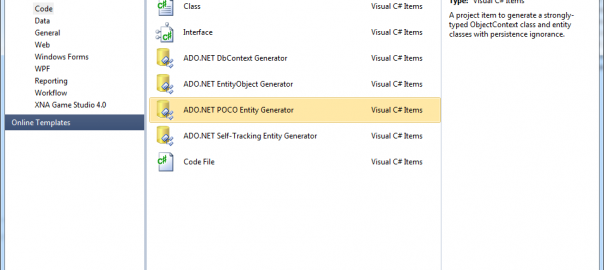 Code
Data
General
Web
Windows Forms
WPF
Reporting
Workflow
XNA Game Studio 4.0
Online Templates
Class Visual C# Items
Interface Visual C# Items
ADO.NET DbContext Generator Visual C# Items
ADO.NET EntityObject Generator Visual C# Items
ADO.NET POCO Entity Generator Visual C# Items
ADO.NET Self-Tracking Entity Generator Visual C# Items
Code File Visual C# Items
Type: Visual C# Items
A project item to generate a strongly-
typed ObjectContext class and entity
classes with persistence ignorance.